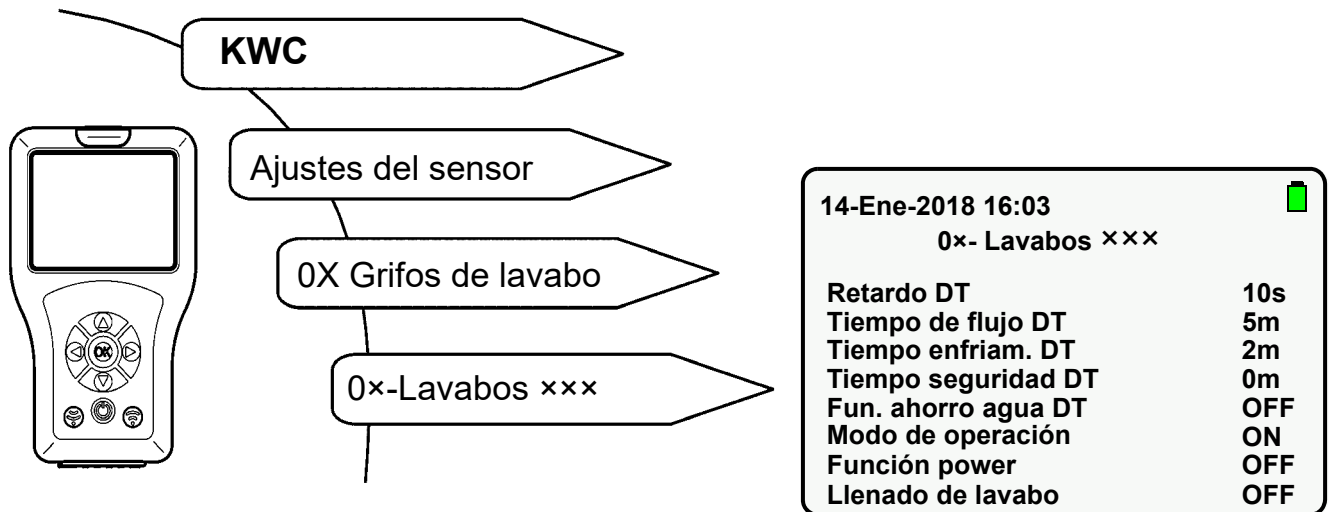 KWC
Ajustes del sensor
0X Grifos de lavabo
0×-Lavabos ×××
OK
14-Ene-2018 16:03
0×- Lavabos ×××
Retardo DT 10s
Tiempo de flujo DT 5m
Tiempo enfriam. DT 2m
Tiempo seguridad DT 0m
Fun. ahorro agua DT OFF
Modo de operación ON
Función power OFF
Llenado de lavabo OFF